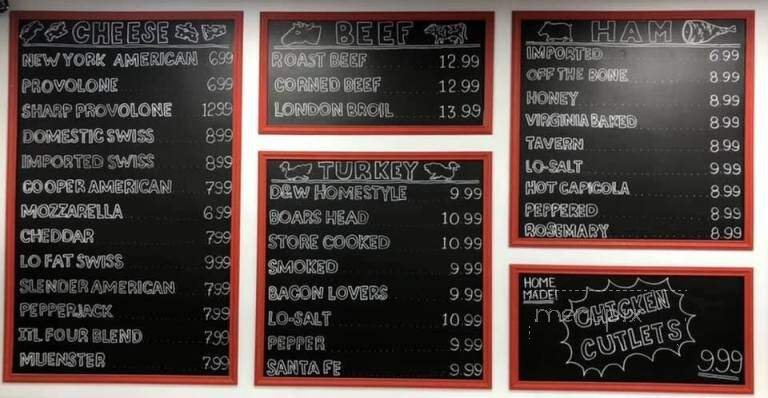 CHEESE
NEW YORK AMERICAN 6.99
PROVOLONE 6.99
SHARP PROVOLONE 12.99
DOMESTIC SWISS 8.99
IMPORTED SWISS 8.99
COOPER AMERICAN 7.99
MOZZARELLA 6.99
CHEDDAR 7.99
LO FAT SWISS 9.99
SLENDER AMERICAN 7.99
PEPPERJACK 7.99
ITL FOUR BLEND 7.99
MUENSTER 7.99
BEEF
ROAST BEEF 12.99
CORNED BEEF 12.99
LONDON BROIL 13.99
TURKEY
D&W HOMESTYLE 9.99
BOARS HEAD 10.99
STORE COOKED 10.99
SMOKED 9.99
BACON LOVERS 9.99
LO-SALT 10.99
PEPPER 9.99
SANTA FE 9.99
HAM
IMPORTED 6.99
OFF THE BONE 8.99
HONEY 8.99
VIRGINIA BAKED 8.99
TAVERN 8.99
LO-SALT 9.99
HOT CAPICOLA 8.99
PEPPERED 8.99
ROSEMARY 8.99
HOME
MADE!
CHICKEN
CUTLETS
9.99